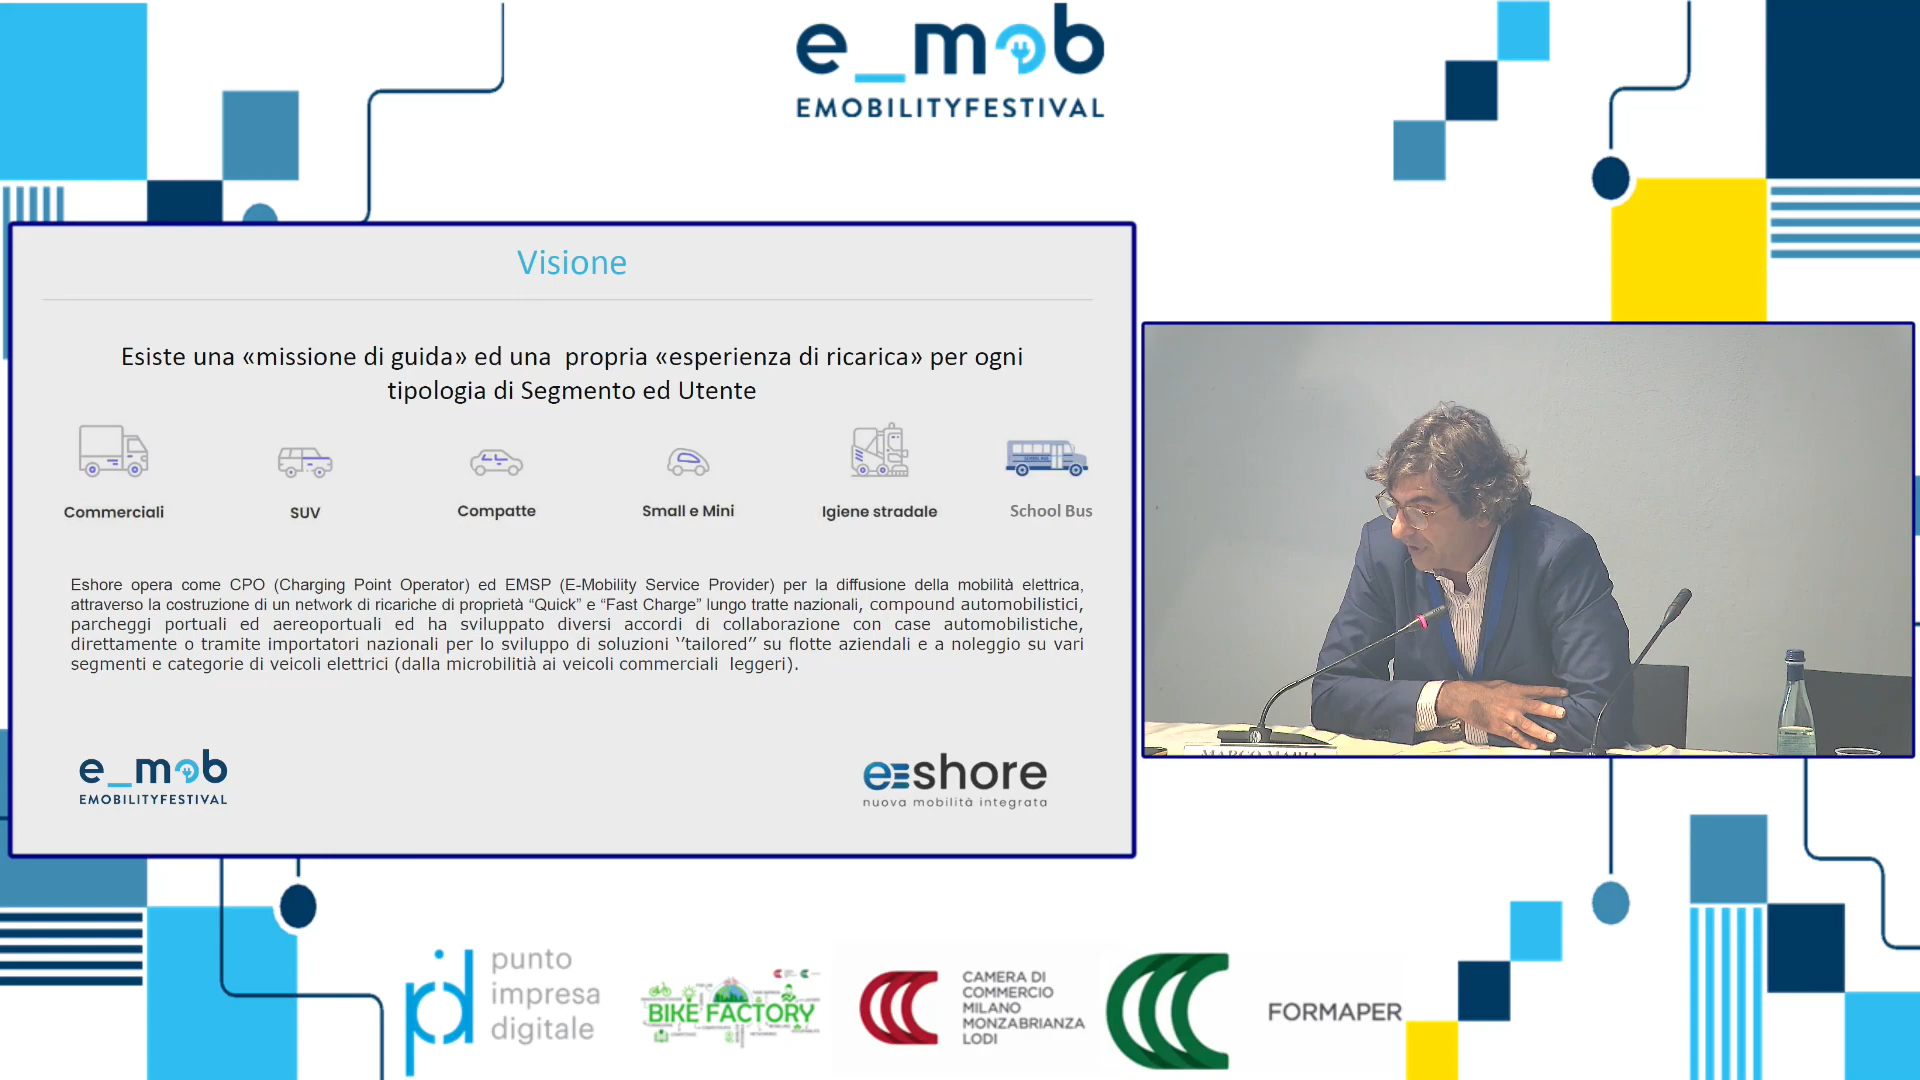 e_mob
EMOBILITYFESTIVAL
Visione
Esiste una «missione di guida» ed una propria «esperienza di ricarica» per ogni
tipologia di Segmento ed Utente
Commerciali
SUV
Compatte
Small e Mini
Igiene stradale
School Bus
Eshore opera come CPO (Charging Point Operator) ed EMSP (E-Mobility Service Provider) per la diffusione della mobilità elettrica,
attraverso la costruzione di un network di ricariche di proprietà “Quick” e “Fast Charge” lungo tratte nazionali, compound automobilistici,
parcheggi portuali ed aereoportuali ed ha sviluppato diversi accordi di collaborazione con case automobilistiche,
direttamente o tramite importatori nazionali per lo sviluppo di soluzioni ‘’tailored’’ su flotte aziendali e a noleggio su vari
segmenti e categorie di veicoli elettrici (dalla microbilitià ai veicoli commerciali leggeri).
e_mob
EMOBILITYFESTIVAL
eshore
nuova mobilità integrata
punto
impresa
digitale
BIKE FACTORY
CAMERA DI
COMMERCIO
MILANO
MONZABRIANZA
LODI
FORMAPER